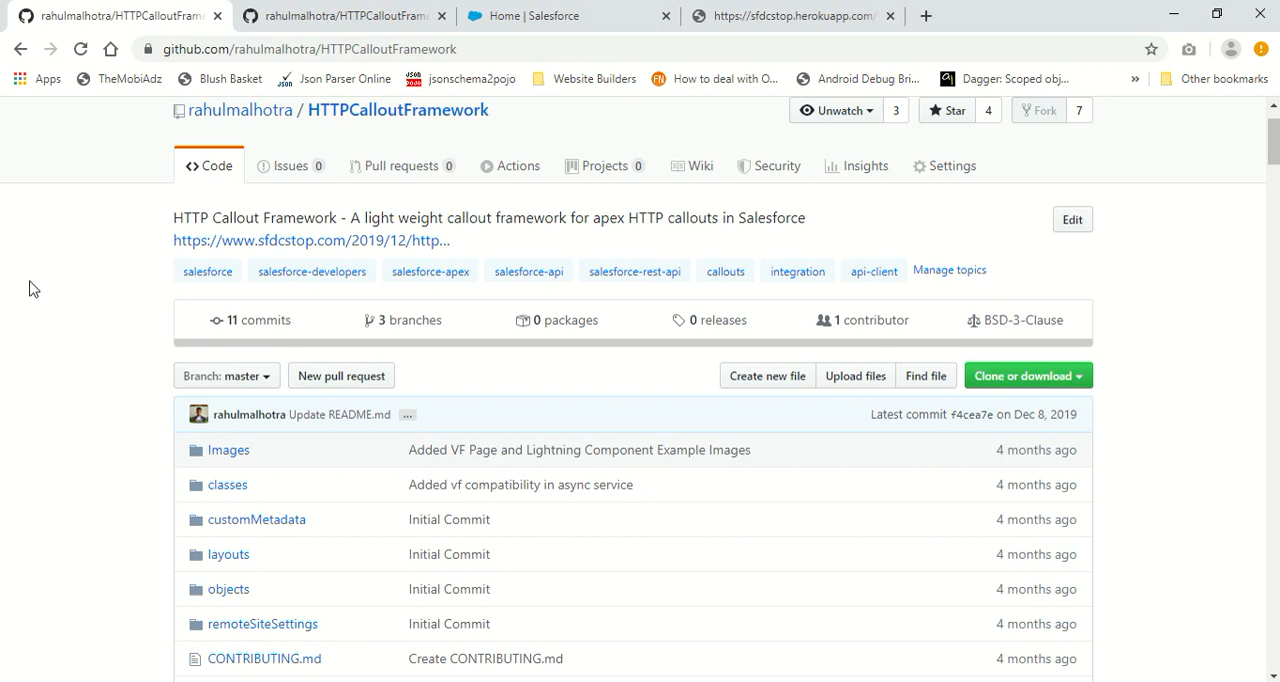 rahulmalhotra/HTTPCalloutFrame
rahulmalhotra/HTTPCalloutFrame
Home | Salesforce
https://sfdcstop.herokuapp.com/
github.com/rahulmalhotra/HTTPCalloutFramework
Apps
TheMobiAdz
Blush Basket
JSON
Json Parser Online
JSON POJO
jsonschema2pojo
Website Builders
FN
How to deal with O...
Android Debug Bri...
Dagger: Scoped obj...
»
Other bookmarks
rahulmalhotra / HTTPCalloutFramework
Unwatch 3
Star 4
Fork 7
Code
Issues 0
Pull requests 0
Actions
Projects 0
Wiki
Security
Insights
Settings
HTTP Callout Framework - A light weight callout framework for apex HTTP callouts in Salesforce
Edit
https://www.sfdcstop.com/2019/12/http...
salesforce salesforce-developers salesforce-apex salesforce-api salesforce-rest-api callouts integration api-client Manage topics
11 commits 3 branches 0 packages 0 releases 1 contributor BSD-3-Clause
Branch: master New pull request Create new file Upload files Find file Clone or download
rahulmalhotra Update README.md ... Latest commit f4cea7e on Dec 8, 2019
Images Added VF Page and Lightning Component Example Images 4 months ago
classes Added vf compatibility in async service 4 months ago
customMetadata Initial Commit 4 months ago
layouts Initial Commit 4 months ago
objects Initial Commit 4 months ago
remoteSiteSettings Initial Commit 4 months ago
CONTRIBUTING.md Create CONTRIBUTING.md 4 months ago